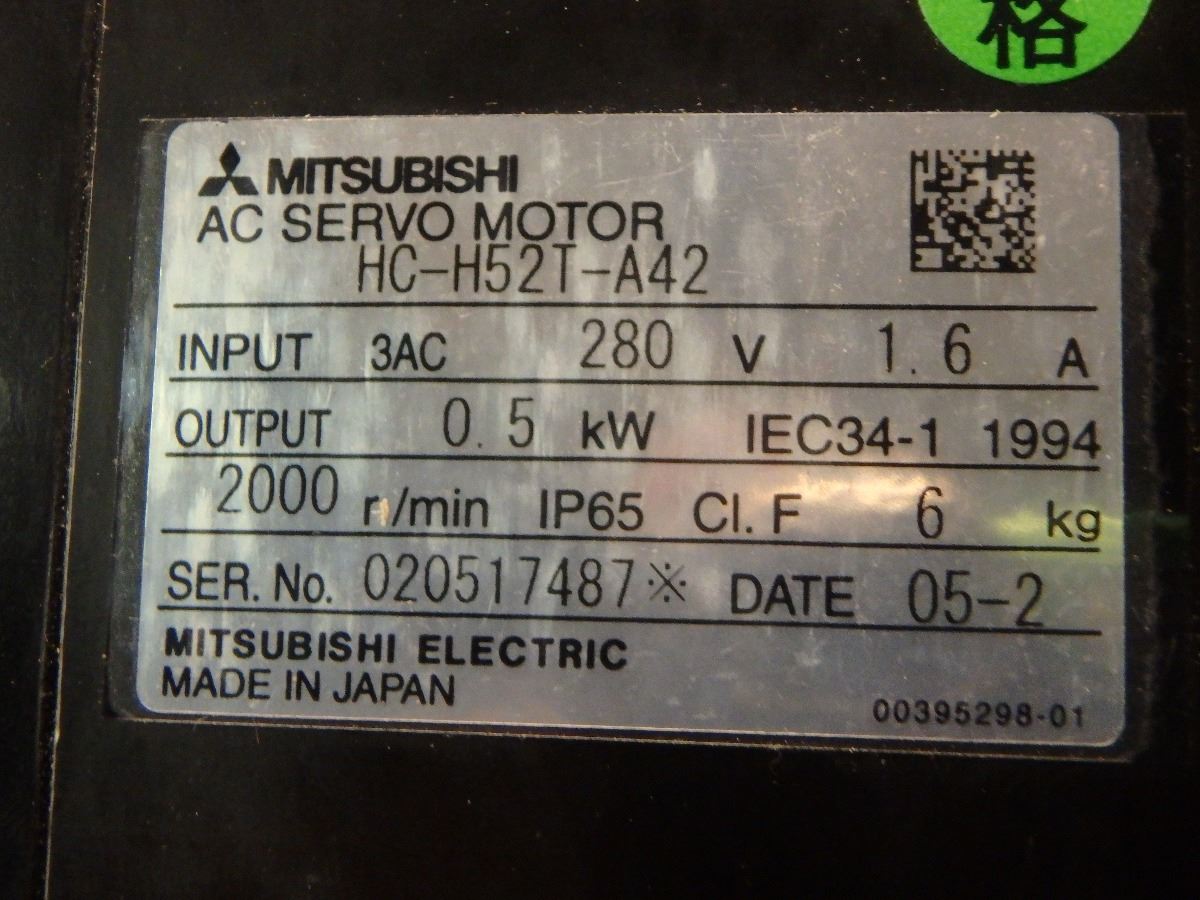 格
MITSUBISHI
AC SERVO MOTOR
HC-H52T-A42
INPUT 3AC 280 V 1.6 A
OUTPUT 0.5 kW IEC34-1 1994
2000 r/min IP65 Cl. F 6 kg
SER. No. 020517487※ DATE 05-2
MITSUBISHI ELECTRIC
MADE IN JAPAN
00395298-01